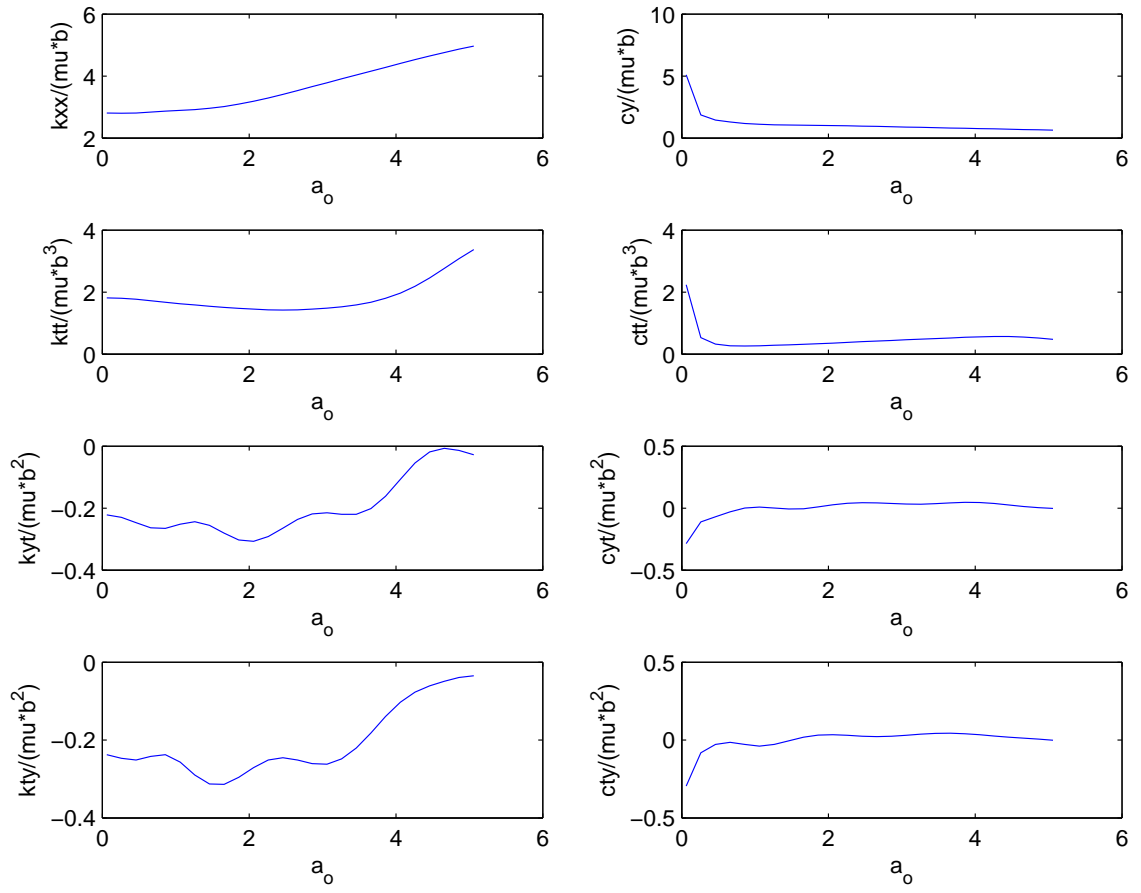 6
4
2
kxx/(mu*b)
0 2 4 6
a_o
10
5
0
cy/(mu*b)
0 2 4 6
a_o
4
2
0
ktt/(mu*b^3)
0 2 4 6
a_o
4
2
0
ctt/(mu*b^3)
0 2 4 6
a_o
0
−0.2
−0.4
kyt/(mu*b^2)
0 2 4 6
a_o
0.5
0
−0.5
cyt/(mu*b^2)
0 2 4 6
a_o
0
−0.2
−0.4
kty/(mu*b^2)
0 2 4 6
a_o
0.5
0
−0.5
cty/(mu*b^2)
0 2 4 6
a_o